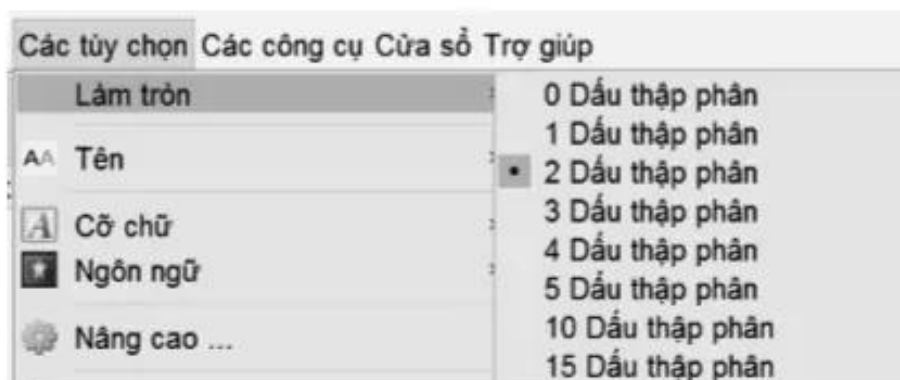 Các tùy chọn Các công cụ Cửa sổ Trợ giúp
Làm tròn
AA Tên
A Cỡ chữ
Ngôn ngữ
Nâng cao ...
0 Dấu thập phân
1 Dấu thập phân
2 Dấu thập phân
3 Dấu thập phân
4 Dấu thập phân
5 Dấu thập phân
10 Dấu thập phân
15 Dấu thập phân